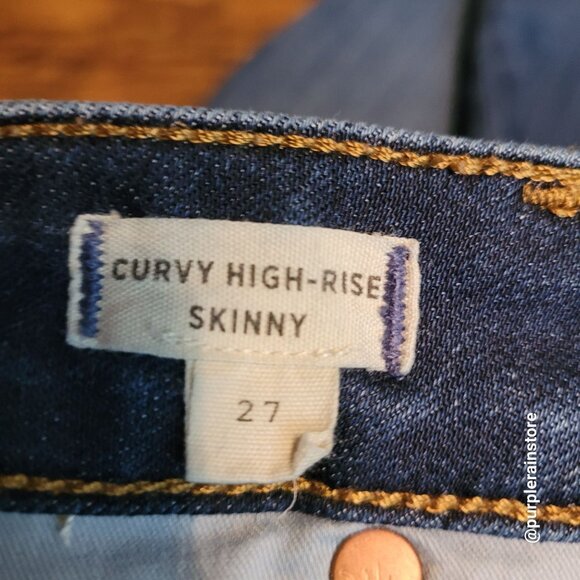 CURVY HIGH-RISE
SKINNY
27
@purplerainstore